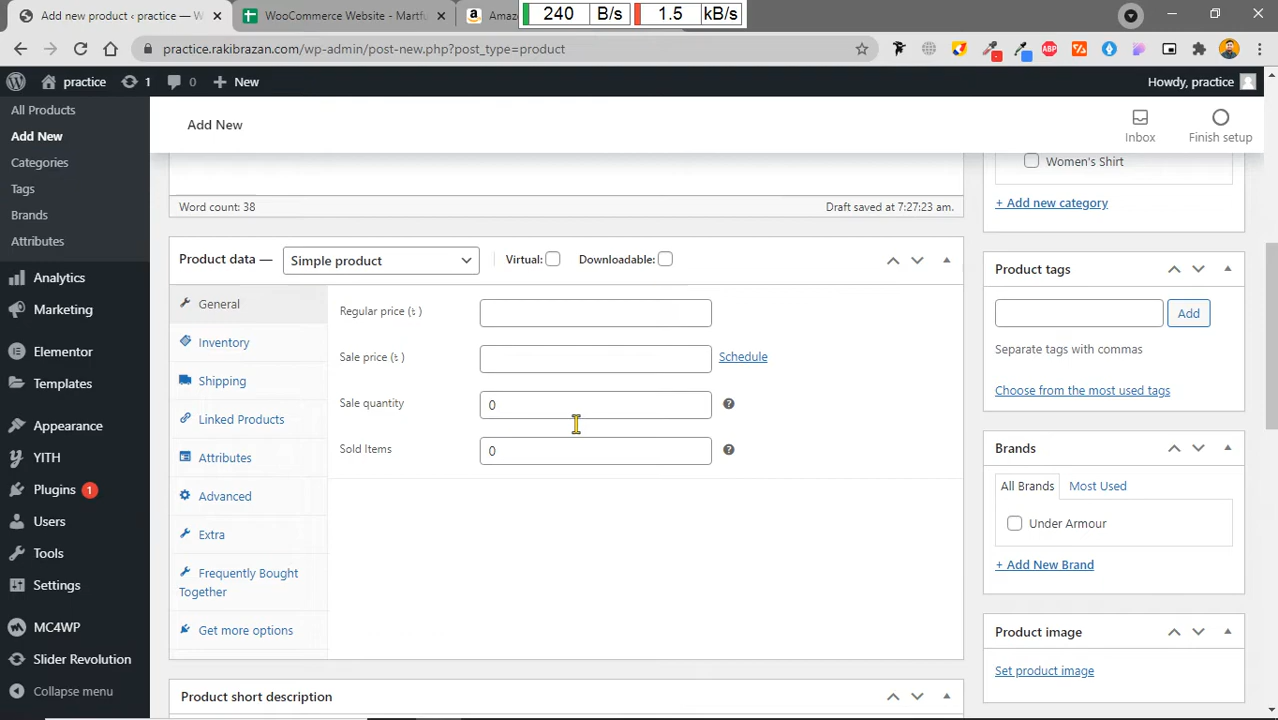 Add new product ‹ practice — W
WooCommerce Website - Martfu
Amaz
240 B/s 1.5 kB/s
practice.rakibrazan.com/wp-admin/post-new.php?post_type=product
ABP
practice 1 0 New Howdy, practice
All Products
Add New
Categories
Tags
Brands
Attributes
Analytics
Marketing
Elementor
Templates
Appearance
YITH
Plugins 1
Users
Tools
Settings
MC4WP
Slider Revolution
Collapse menu
Add New
Inbox
Finish setup
Word count: 38 Draft saved at 7:27:23 am.
Product data — Simple product Virtual: Downloadable:
General
Inventory
Shipping
Linked Products
Attributes
Advanced
Extra
Frequently Bought
Together
Get more options
Regular price (৳ )
Sale price (৳ ) Schedule
Sale quantity 0 ?
Sold Items 0 ?
Product short description
Women's Shirt
+ Add new category
Product tags
Add
Separate tags with commas
Choose from the most used tags
Brands
All Brands Most Used
Under Armour
+ Add New Brand
Product image
Set product image